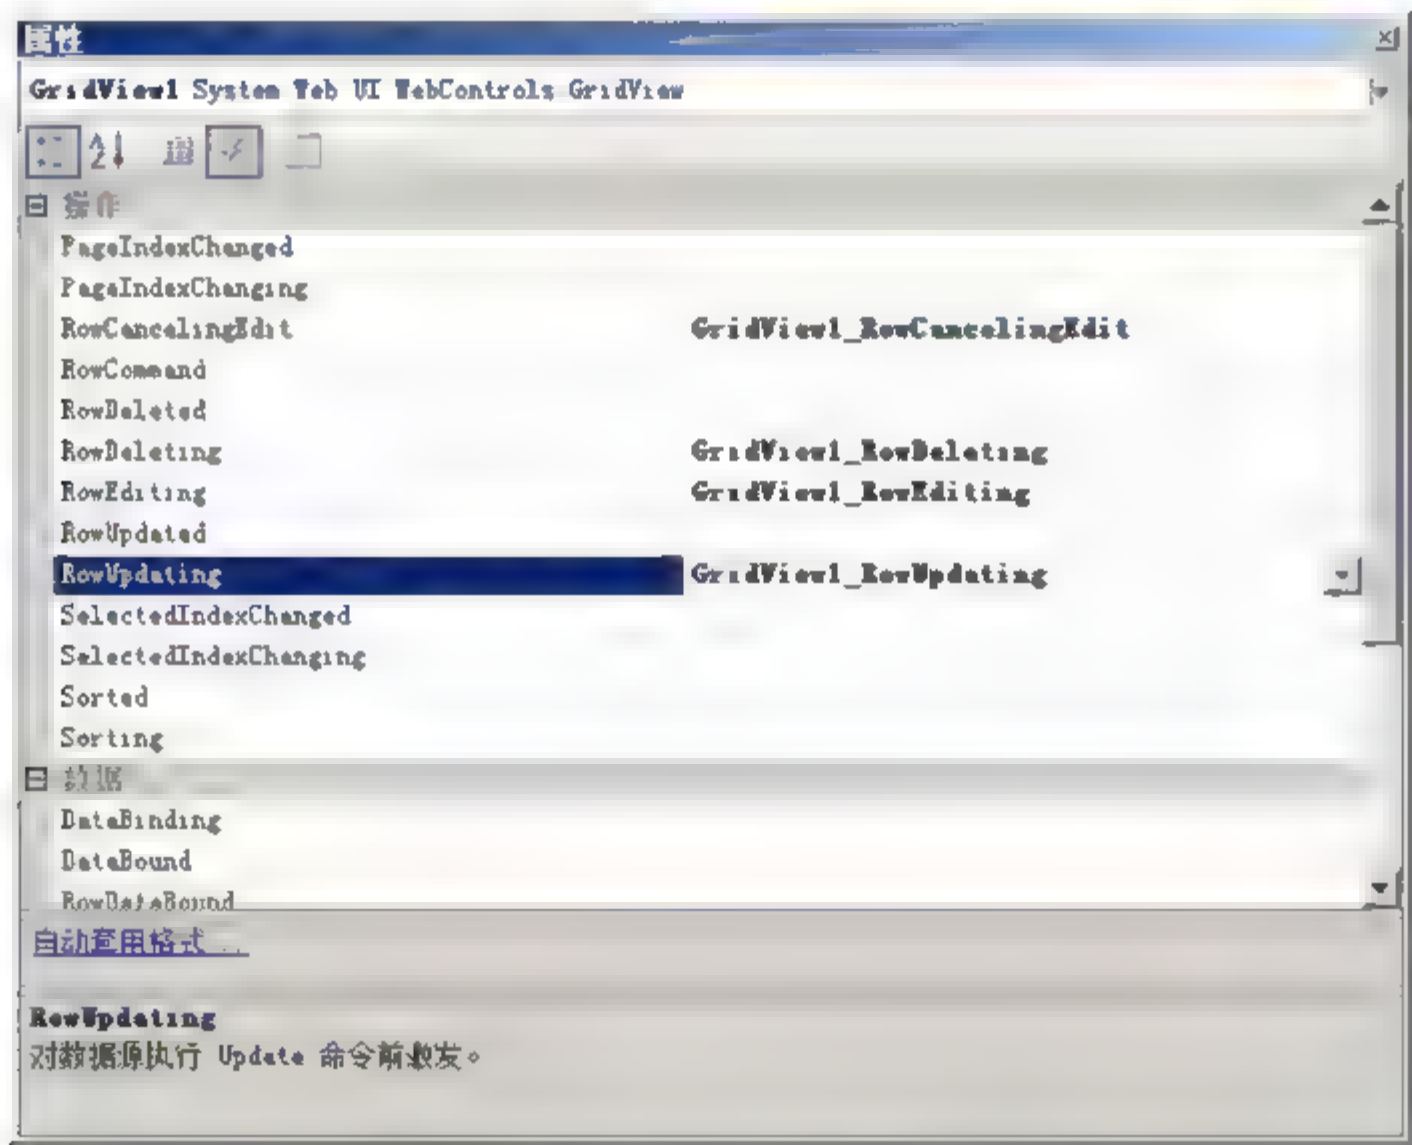 属性
GridView1 System Web UI WebControls GridView
操作
PageIndexChanged
PageIndexChanging
RowCancelingEdit GridView1_RowCancelingEdit
RowCommand
RowDeleted
RowDeleting GridView1_RowDeleting
RowEditing GridView1_RowEditing
RowUpdated
RowUpdating GridView1_RowUpdating
SelectedIndexChanged
SelectedIndexChanging
Sorted
Sorting
数据
DataBinding
DataBound
RowDataBound
自动套用格式...
RowUpdating
对数据源执行 Update 命令前激发。